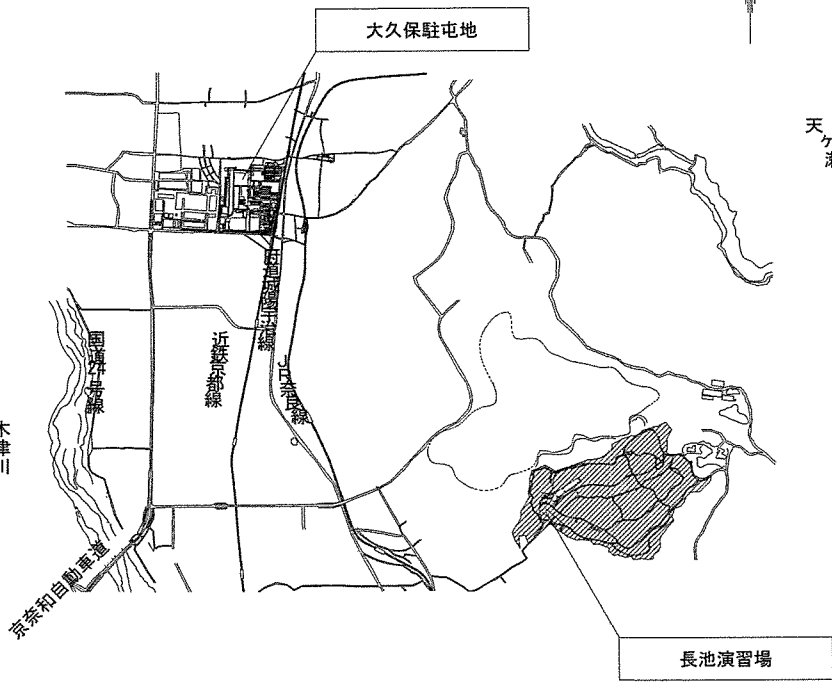 大久保駐屯地
天ケ瀬
府道城陽宇治線
国道24号線
近鉄京都線
JR奈良線
木津川
京奈和自動車道
長池演習場